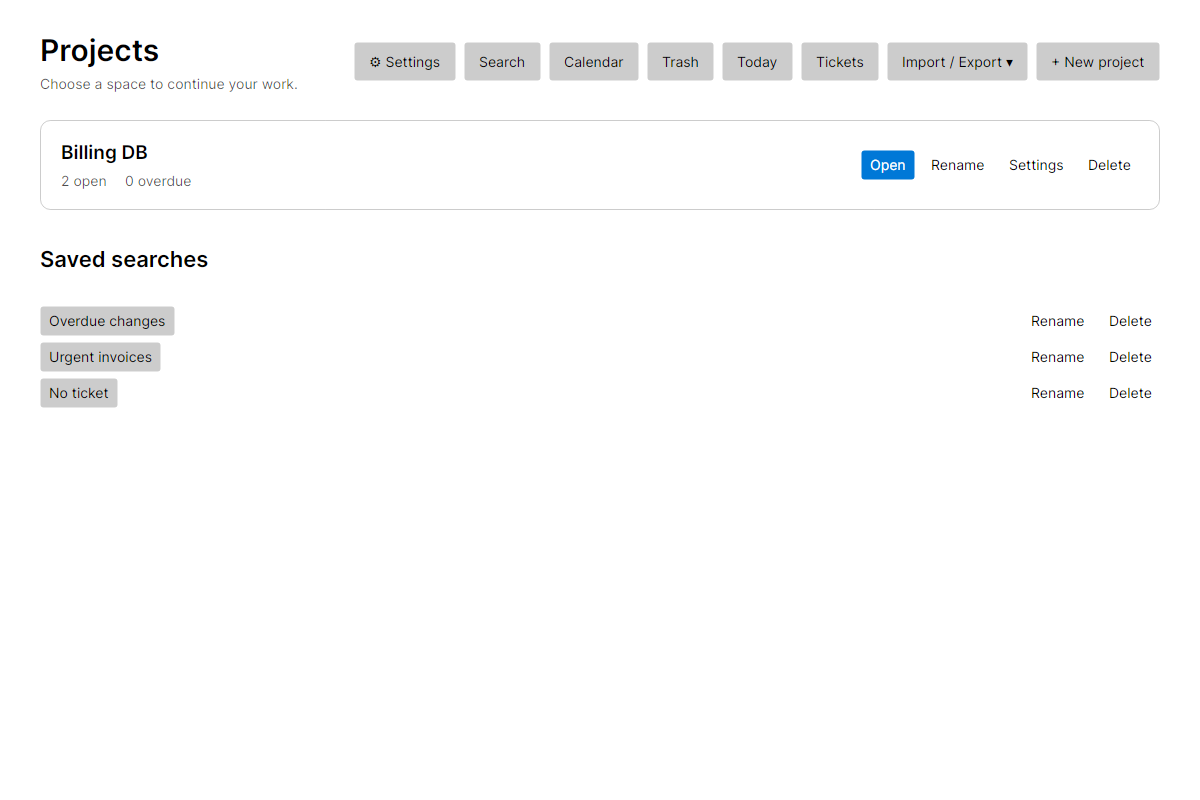 Projects
Choose a space to continue your work.
⚙ Settings Search Calendar Trash Today Tickets Import / Export ▾ + New project
Billing DB
2 open 0 overdue
Open Rename Settings Delete
Saved searches
Overdue changes Rename Delete
Urgent invoices Rename Delete
No ticket Rename Delete